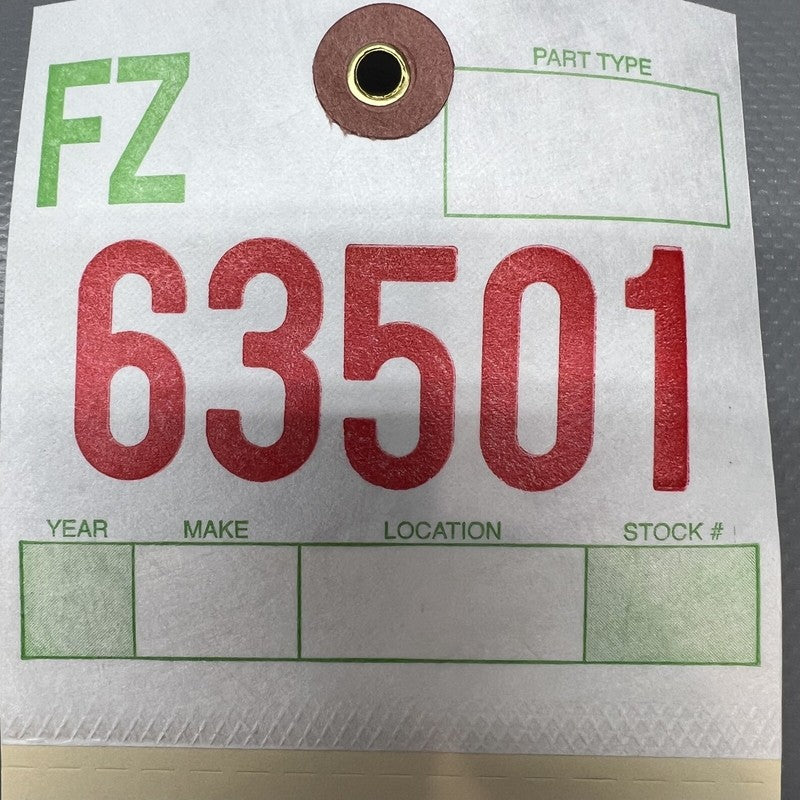 FZ
PART TYPE
63501
YEAR MAKE LOCATION STOCK #